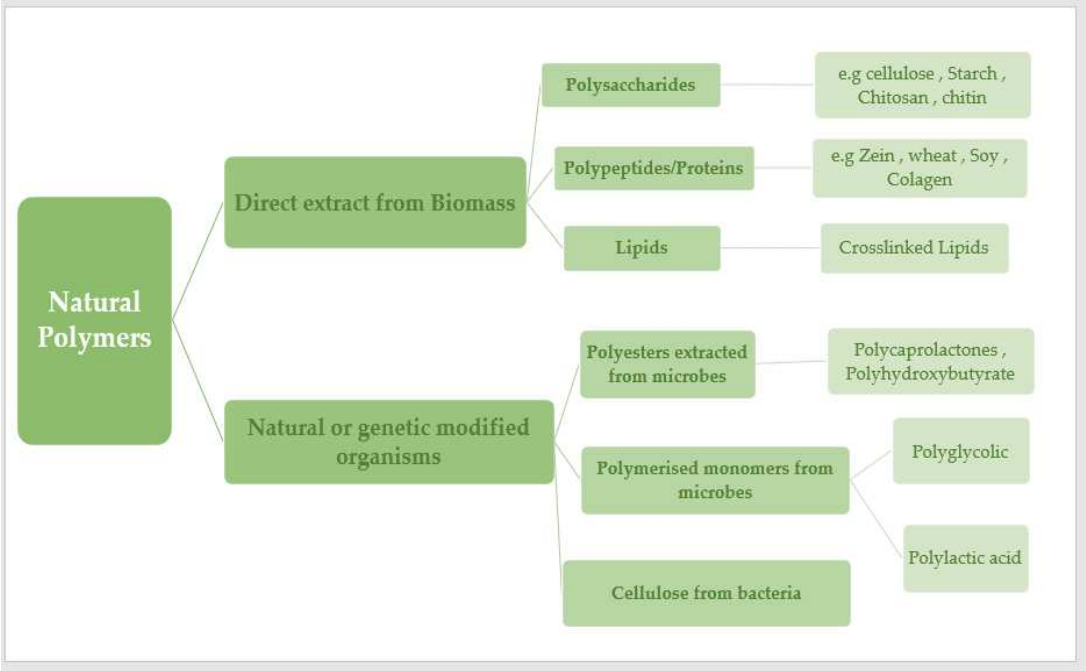 Natural
Polymers
Direct extract from Biomass
Polysaccharides
e.g cellulose , Starch ,
Chitosan , chitin
Polypeptides/Proteins
e.g Zein , wheat , Soy ,
Colagen
Lipids
Crosslinked Lipids
Natural or genetic modified
organisms
Polyesters extracted
from microbes
Polycaprolactones ,
Polyhydroxybutyrate
Polymerised monomers from
microbes
Polyglycolic
Polylactic acid
Cellulose from bacteria